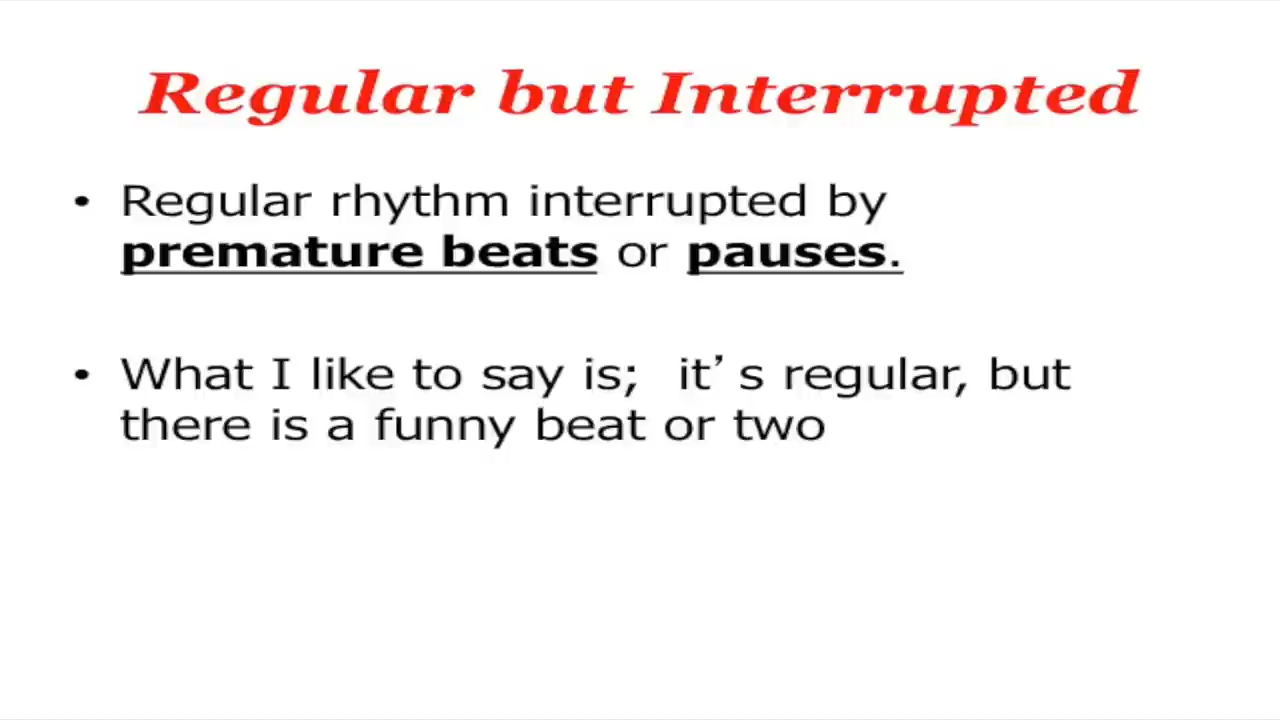 Regular but Interrupted
• Regular rhythm interrupted by
premature beats or pauses.
• What I like to say is; it’s regular, but
there is a funny beat or two